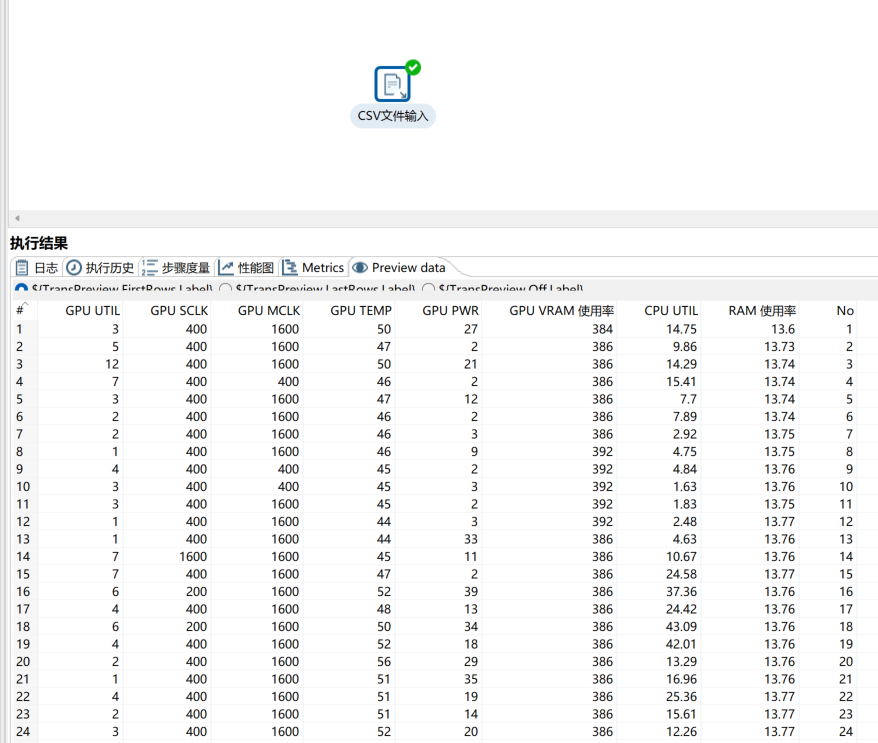 CSV文件输入
执行结果
日志 执行历史 步骤度量 性能图 Metrics Preview data
${TransPreview.FirstRows.Label} ${TransPreview.LastRows.Label} ${TransPreview.Off.Label}
# GPU UTIL GPU SCLK GPU MCLK GPU TEMP GPU PWR GPU VRAM 使用率 CPU UTIL RAM 使用率 No
1 3 400 1600 50 27 384 14.75 13.6 1
2 5 400 1600 47 2 386 9.86 13.73 2
3 12 400 1600 50 21 386 14.29 13.74 3
4 7 400 400 46 2 386 15.41 13.74 4
5 3 400 1600 47 12 386 7.7 13.74 5
6 2 400 1600 46 2 386 7.89 13.74 6
7 2 400 1600 46 3 386 2.92 13.75 7
8 1 400 1600 46 9 392 4.75 13.75 8
9 4 400 400 45 2 392 4.84 13.76 9
10 3 400 400 45 3 392 1.63 13.76 10
11 3 400 1600 45 2 392 1.83 13.75 11
12 1 400 1600 44 3 392 2.48 13.77 12
13 1 400 1600 44 33 386 4.63 13.76 13
14 7 1600 1600 45 11 386 10.67 13.76 14
15 7 400 1600 47 2 386 24.58 13.77 15
16 6 200 1600 52 39 386 37.36 13.76 16
17 4 400 1600 48 13 386 24.42 13.76 17
18 6 200 1600 50 34 386 43.09 13.76 18
19 4 400 1600 52 18 386 42.01 13.76 19
20 2 400 1600 56 29 386 13.29 13.76 20
21 1 400 1600 51 35 386 16.96 13.76 21
22 4 400 1600 51 19 386 25.36 13.77 22
23 2 400 1600 51 14 386 15.61 13.77 23
24 3 400 1600 52 20 386 12.26 13.77 24